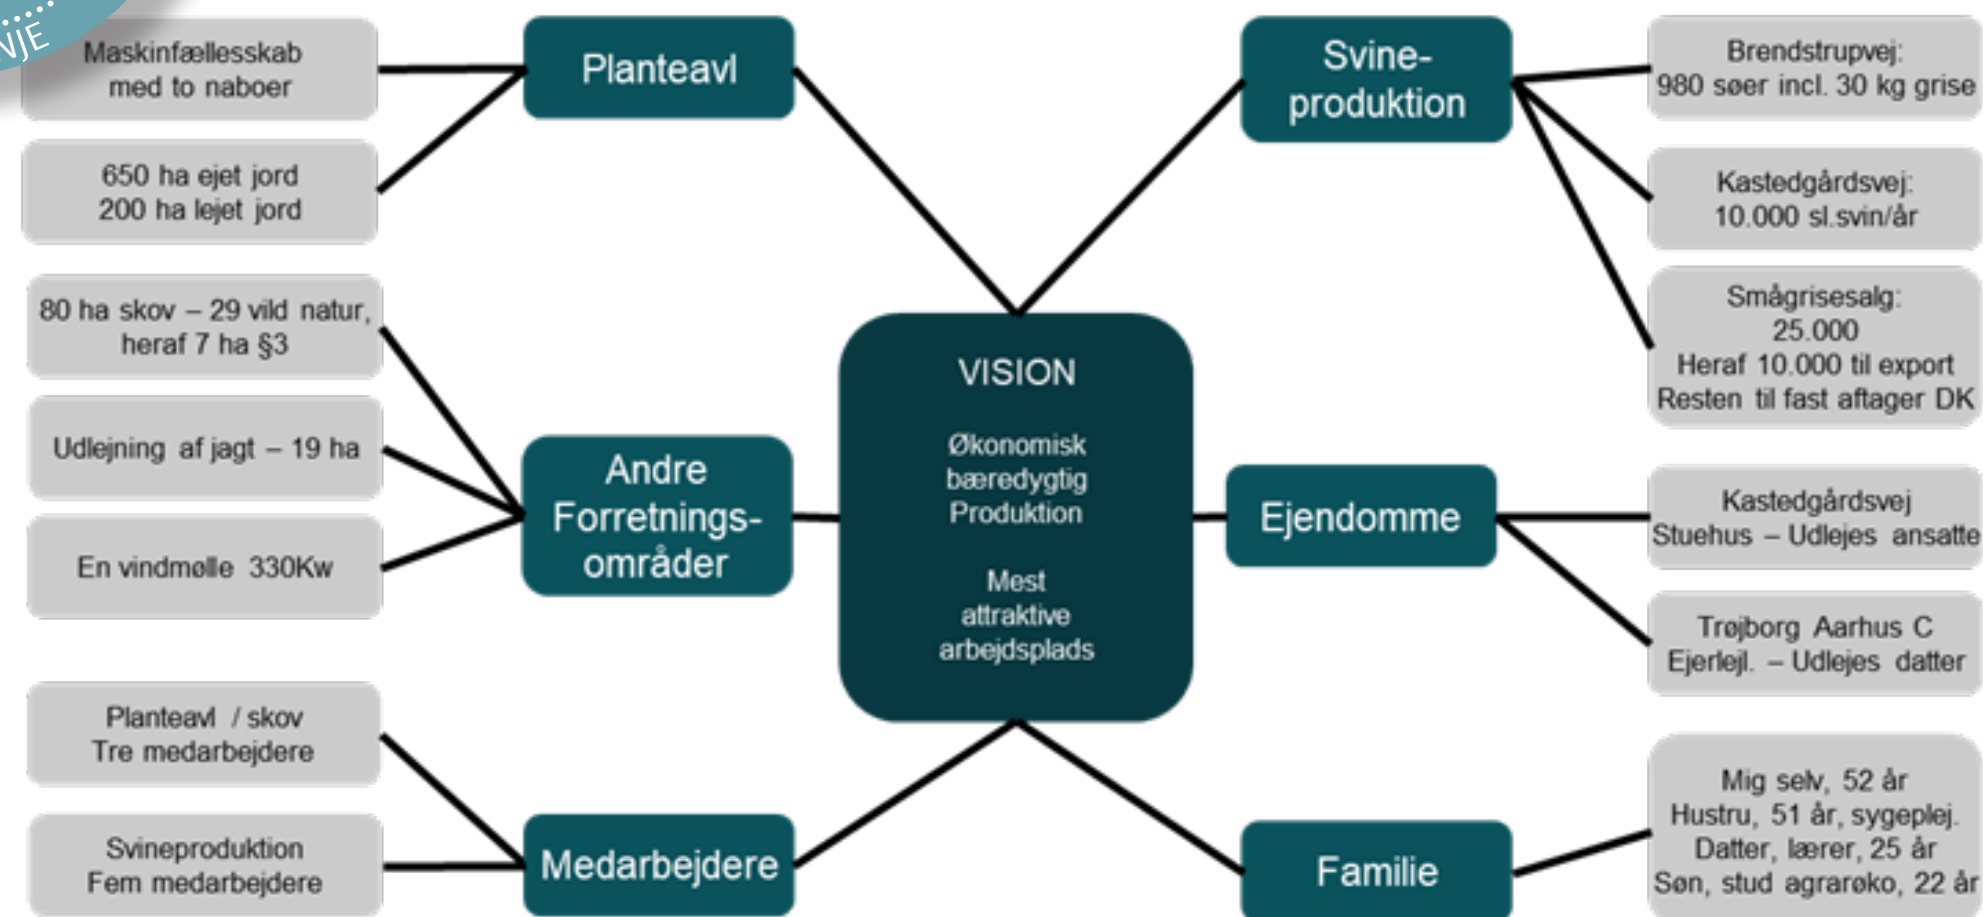 NJE
Maskinfællesskab
med to naboer
650 ha ejet jord
200 ha lejet jord
Planteavl
80 ha skov – 29 vild natur,
heraf 7 ha §3
Udlejning af jagt – 19 ha
En vindmølle 330Kw
Andre
Forretnings-
områder
Planteavl / skov
Tre medarbejdere
Svineproduktion
Fem medarbejdere
Medarbejdere
VISION
Økonomisk
bæredygtig
Produktion
Mest
attraktive
arbejdsplads
Svine-
produktion
Brendstrupvej:
980 søer incl. 30 kg grise
Kastedgårdsvej:
10.000 sl.svin/år
Smågrisesalg:
25.000
Heraf 10.000 til export
Resten til fast aftager DK
Ejendomme
Kastedgårdsvej
Stuehus – Udlejes ansatte
Trøjborg Aarhus C
Ejerlejl. – Udlejes datter
Familie
Mig selv, 52 år
Hustru, 51 år, sygeplej.
Datter, lærer, 25 år
Søn, stud agrarøko, 22 år